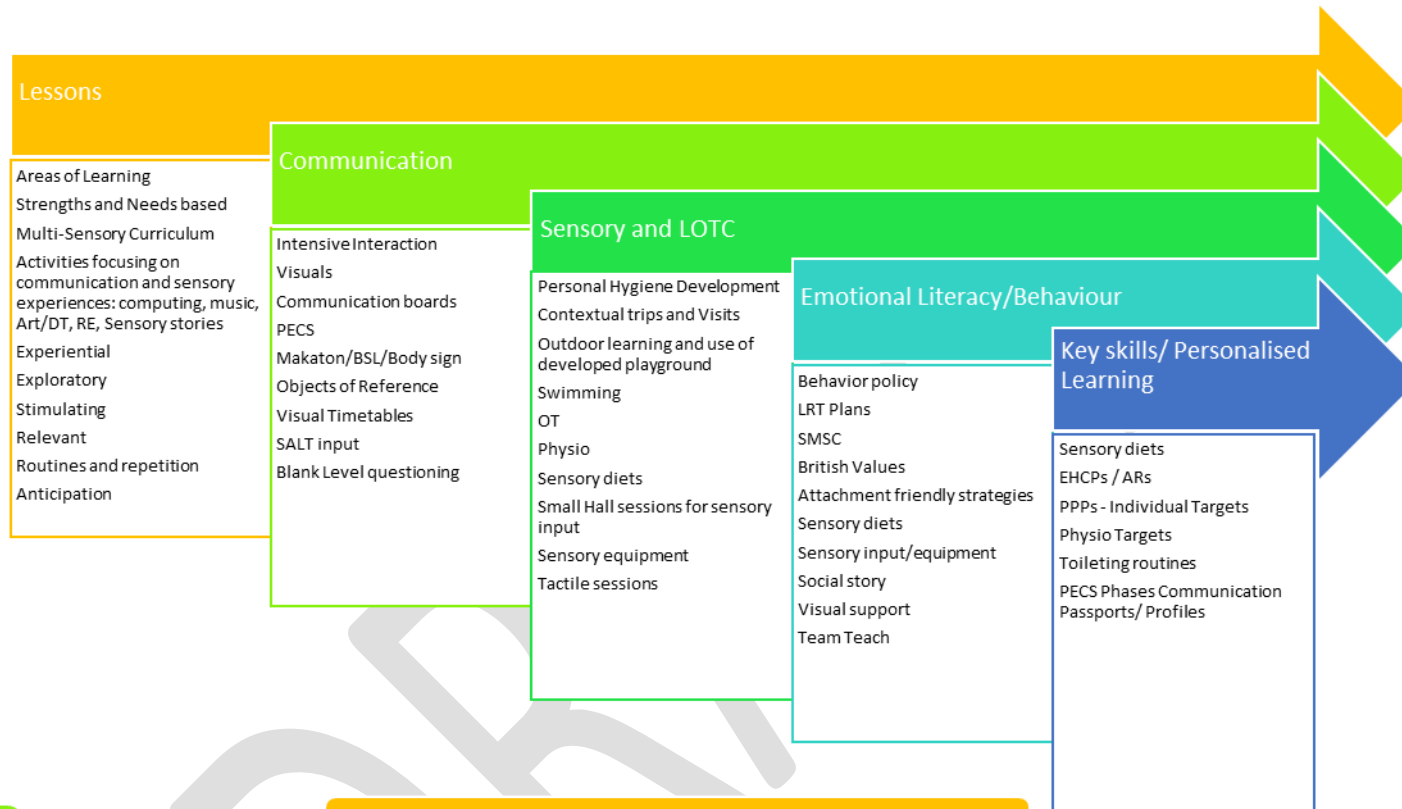 Lessons
Areas of Learning
Strengths and Needs based
Multi-Sensory Curriculum
Activities focusing on
communication and sensory
experiences: computing, music,
Art/DT, RE, Sensory stories
Experiential
Exploratory
Stimulating
Relevant
Routines and repetition
Anticipation
Communication
Intensive Interaction
Visuals
Communication boards
PECS
Makaton/BSL/Body sign
Objects of Reference
Visual Timetables
SALT input
Blank Level questioning
Sensory and LOTC
Personal Hygiene Development
Contextual trips and Visits
Outdoor learning and use of
developed playground
Swimming
OT
Physio
Sensory diets
Small Hall sessions for sensory
input
Sensory equipment
Tactile sessions
Emotional Literacy/Behaviour
Behavior policy
LRT Plans
SMSC
British Values
Attachment friendly strategies
Sensory diets
Sensory input/equipment
Social story
Visual support
Team Teach
Key skills/ Personalised
Learning
Sensory diets
EHCPs / ARs
PPPs - Individual Targets
Physio Targets
Toileting routines
PECS Phases Communication
Passports/ Profiles